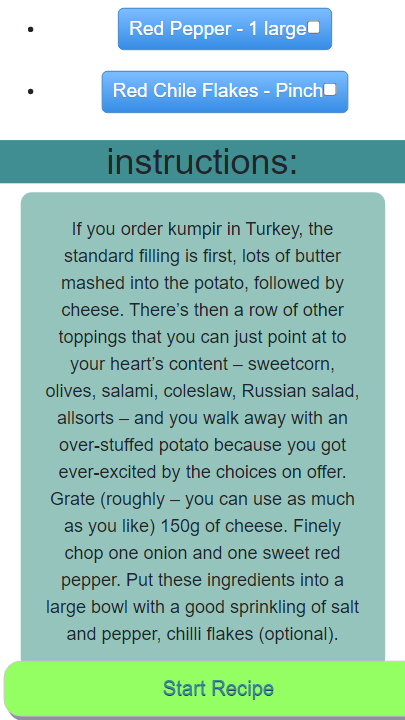 Red Pepper - 1 large
Red Chile Flakes - Pinch
instructions:
If you order kumpir in Turkey, the
standard filling is first, lots of butter
mashed into the potato, followed by
cheese. There’s then a row of other
toppings that you can just point at to
your heart’s content – sweetcorn,
olives, salami, coleslaw, Russian salad,
allsorts – and you walk away with an
over-stuffed potato because you got
ever-excited by the choices on offer.
Grate (roughly – you can use as much
as you like) 150g of cheese. Finely
chop one onion and one sweet red
pepper. Put these ingredients into a
large bowl with a good sprinkling of salt
and pepper, chilli flakes (optional).
Start Recipe